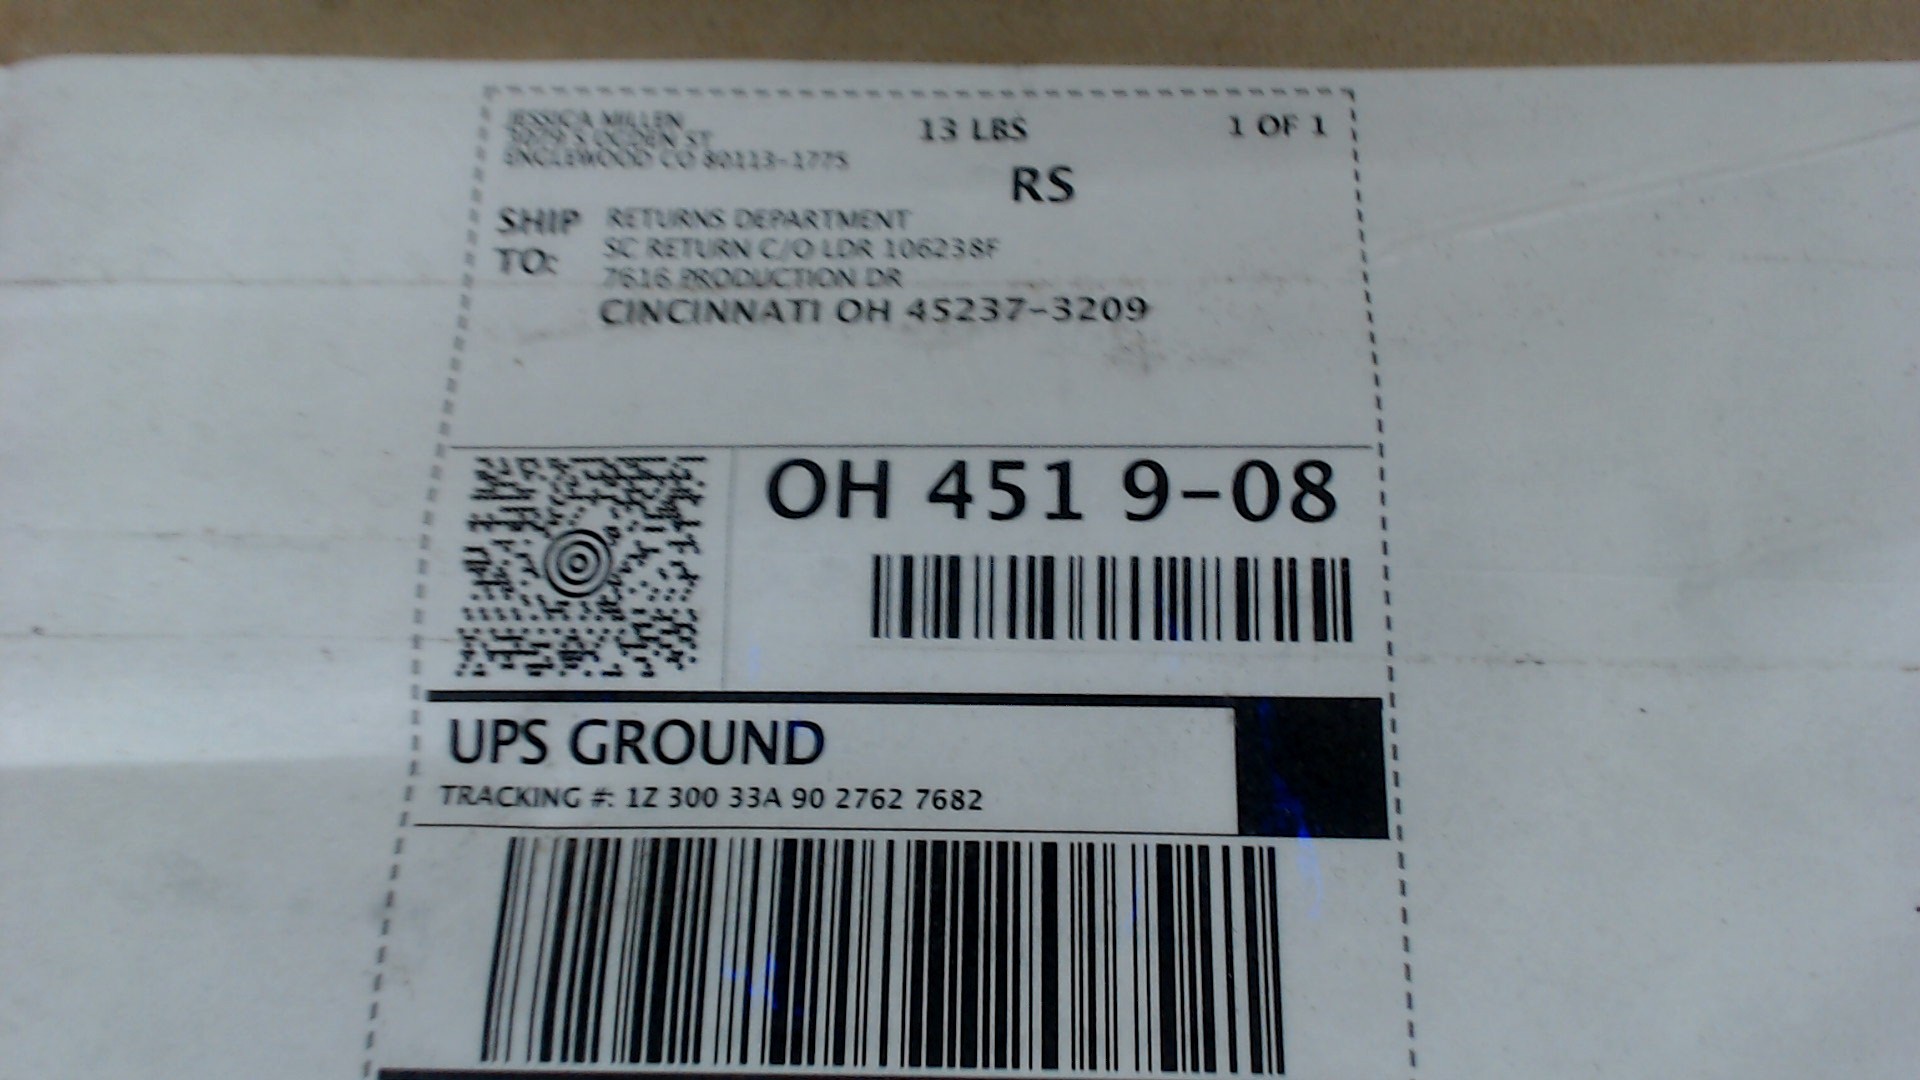 JESSICA MILLEN
S OGDEN ST
ENGLEWOOD CO 80113-1775
13 LBS
1 OF 1
RS
SHIP TO:
RETURNS DEPARTMENT
SC RETURN C/O LDR 106238F
7616 PRODUCTION DR
CINCINNATI OH 45237-3209
OH 451 9-08
UPS GROUND
TRACKING #: 1Z 300 33A 90 2762 7682